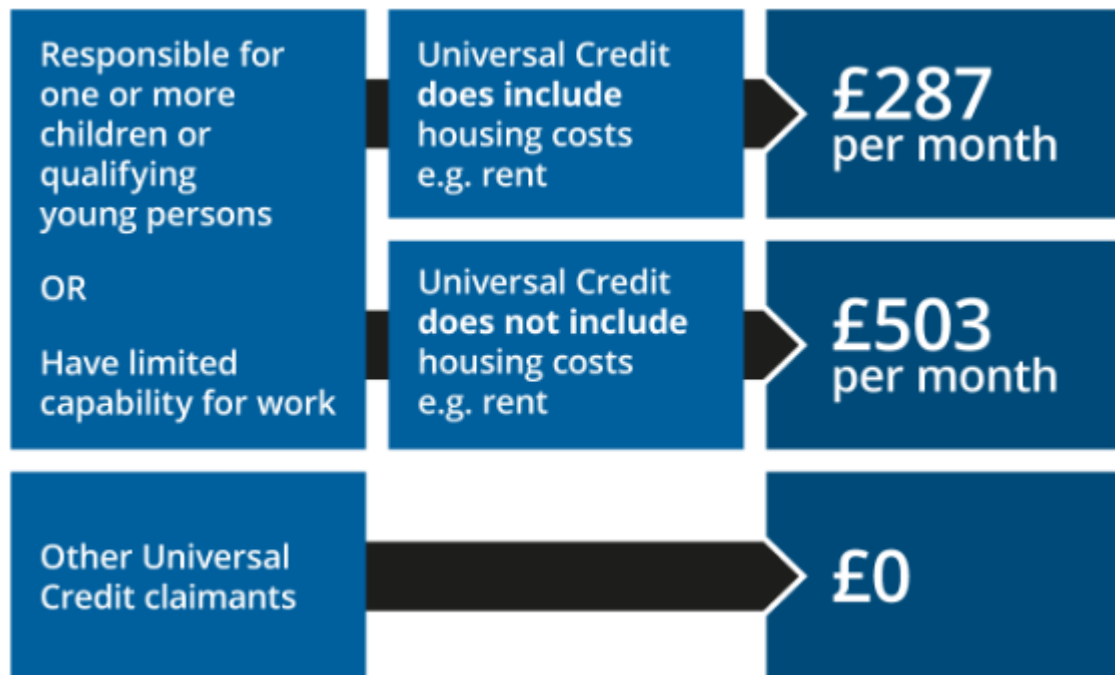 Responsible for
one or more
children or
qualifying
young persons
OR
Have limited
capability for work
Universal Credit
does include
housing costs
e.g. rent
£287
per month
Universal Credit
does not include
housing costs
e.g. rent
£503
per month
Other Universal
Credit claimants
£0